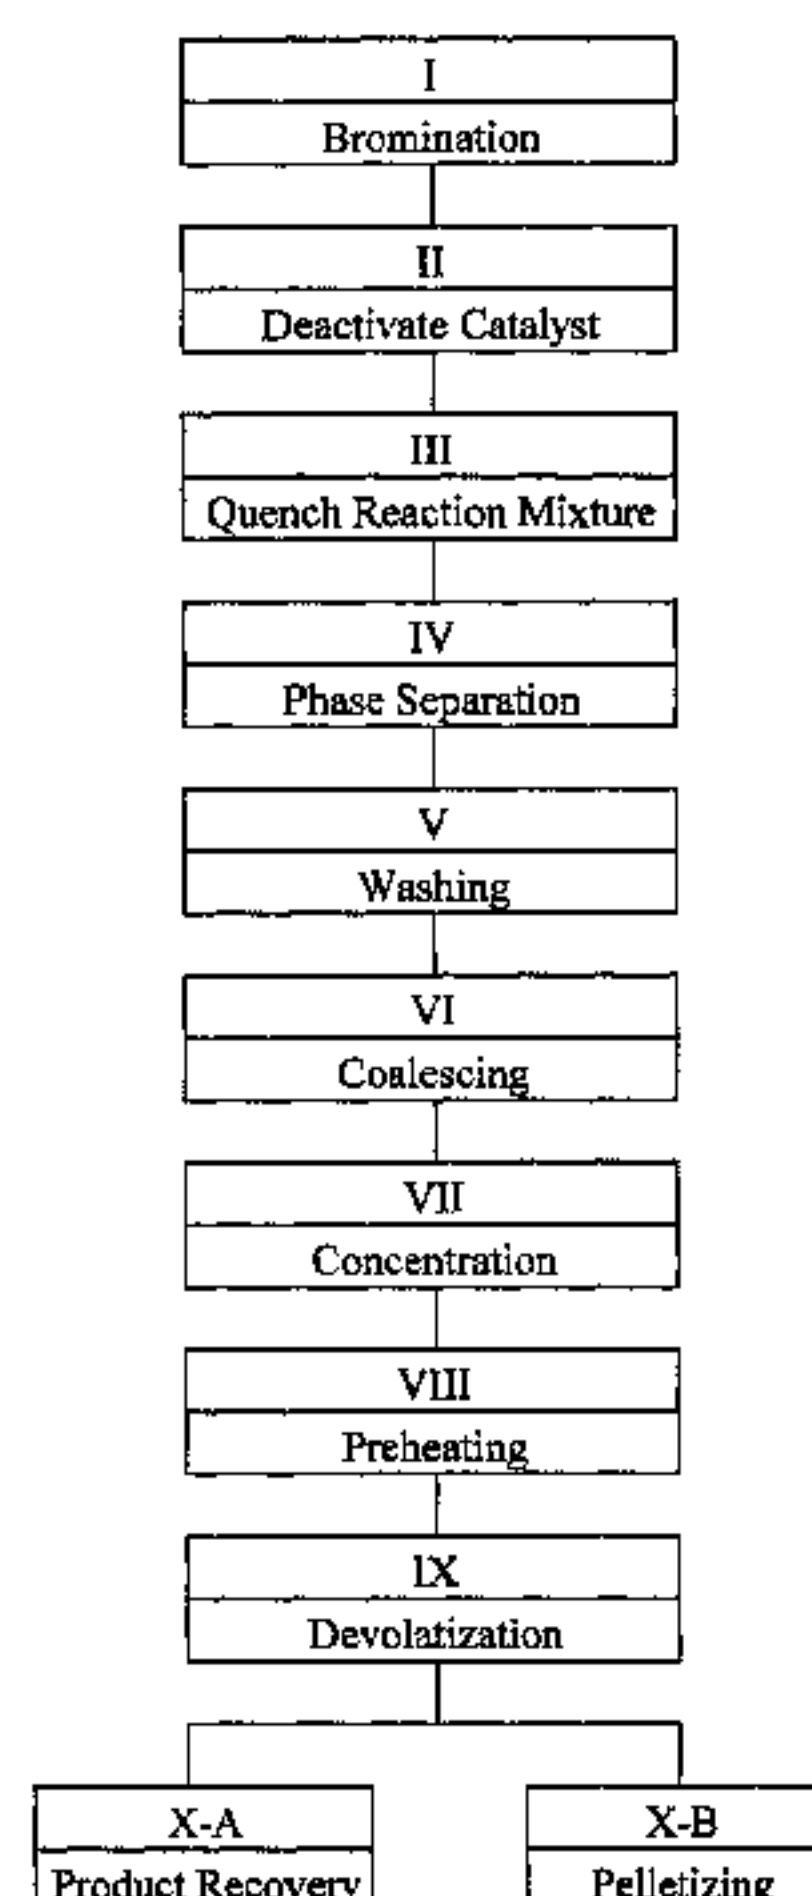 I
Bromination
II
Deactivate Catalyst
III
Quench Reaction Mixture
IV
Phase Separation
V
Washing
VI
Coalescing
VII
Concentration
VIII
Preheating
IX
Devolatization
X-A
Product Recovery
X-B
Pelletizing